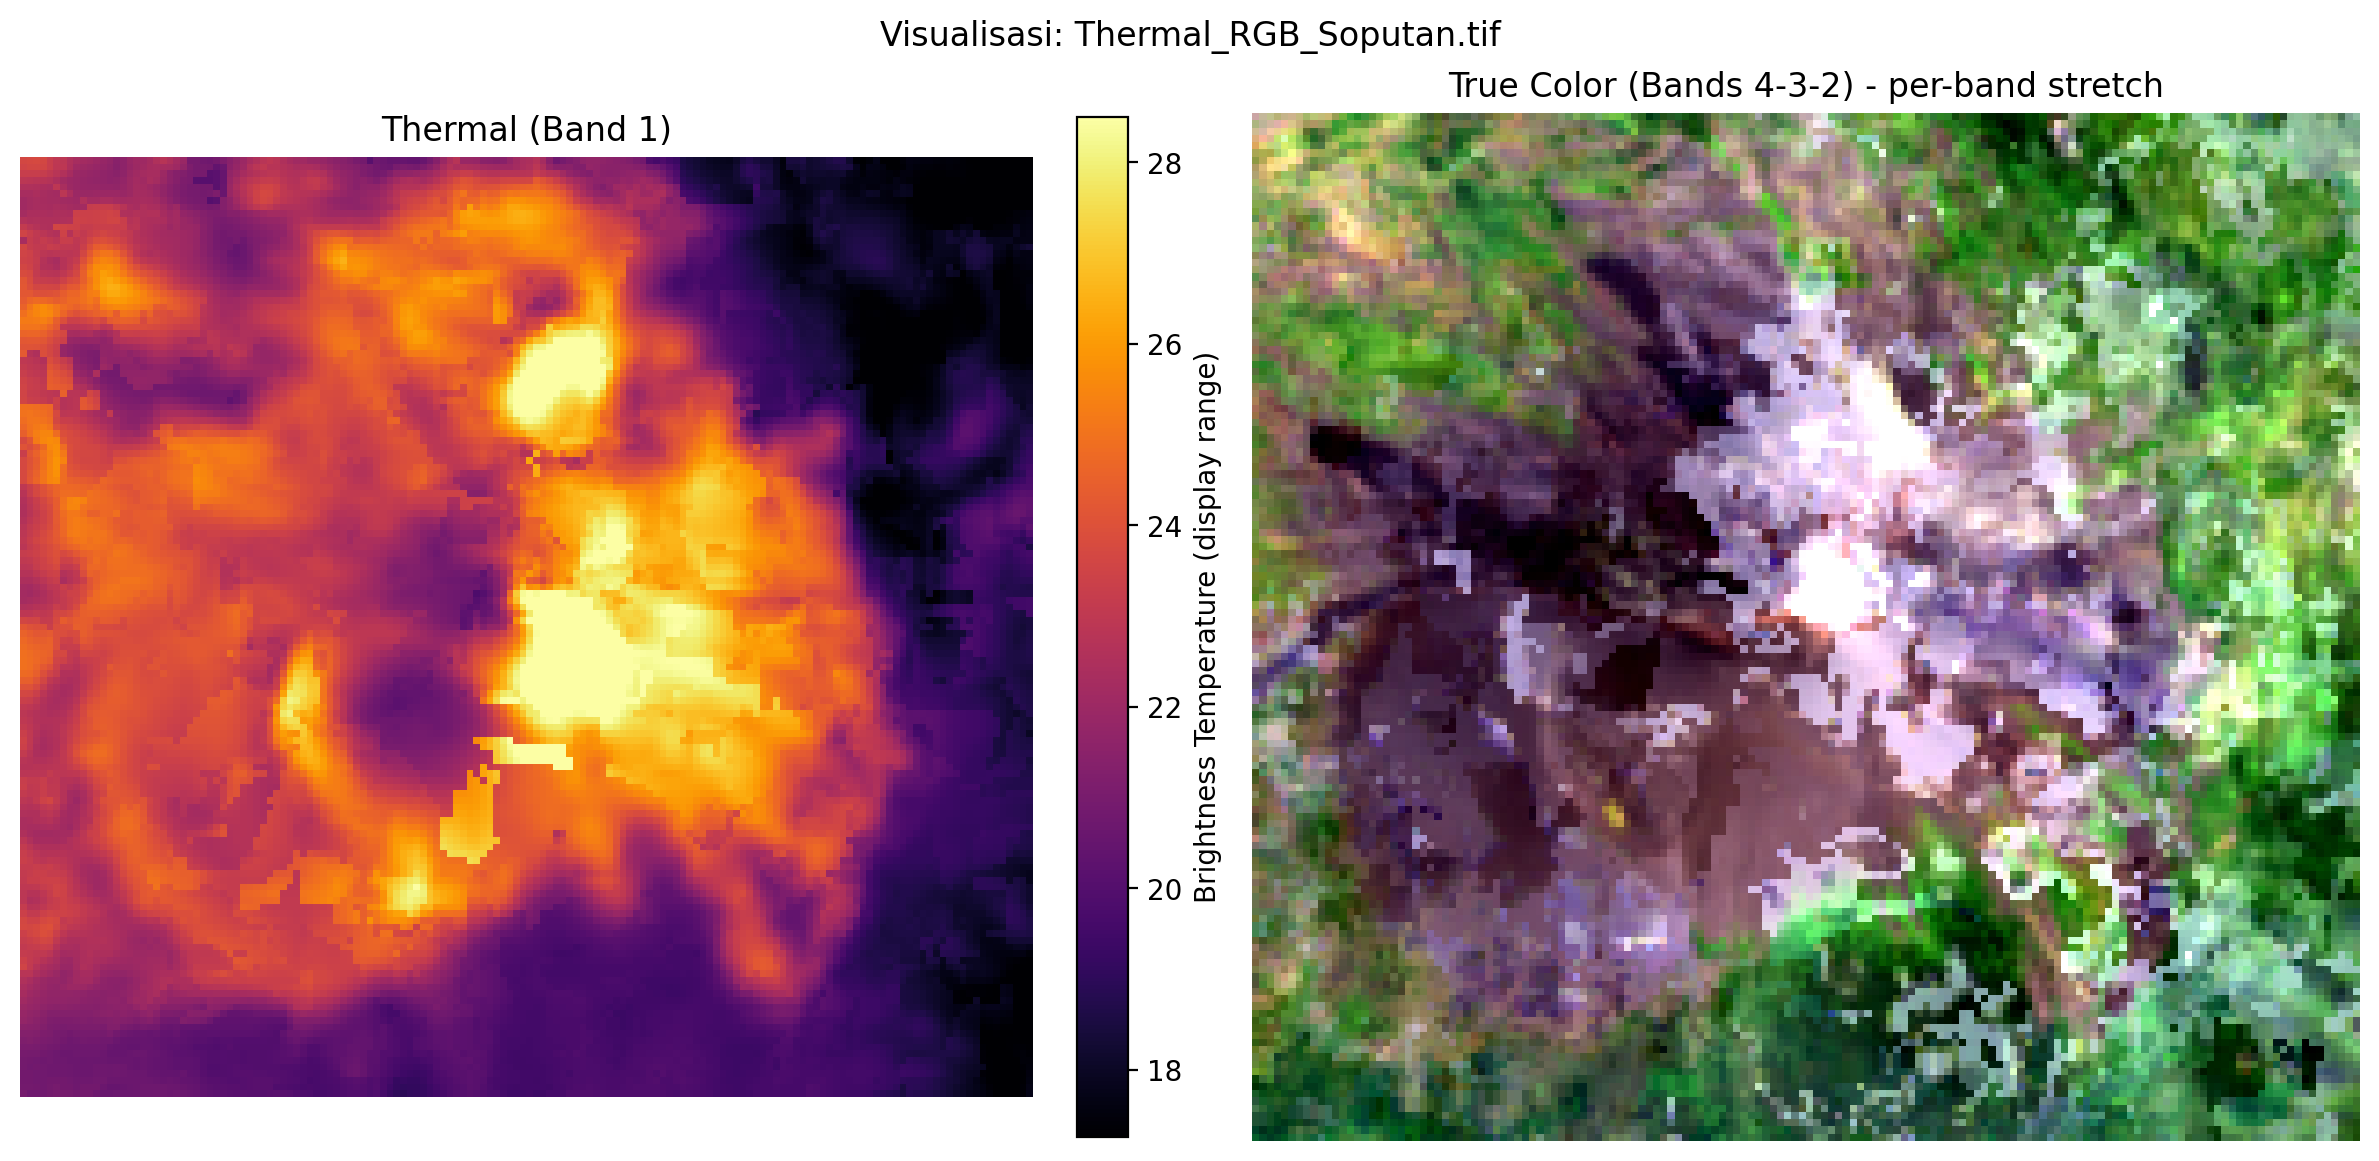 Visualisasi: Thermal_RGB_Soputan.tif
Thermal (Band 1)
True Color (Bands 4-3-2) - per-band stretch
28
26
24
22
20
18
Brightness Temperature (display range)